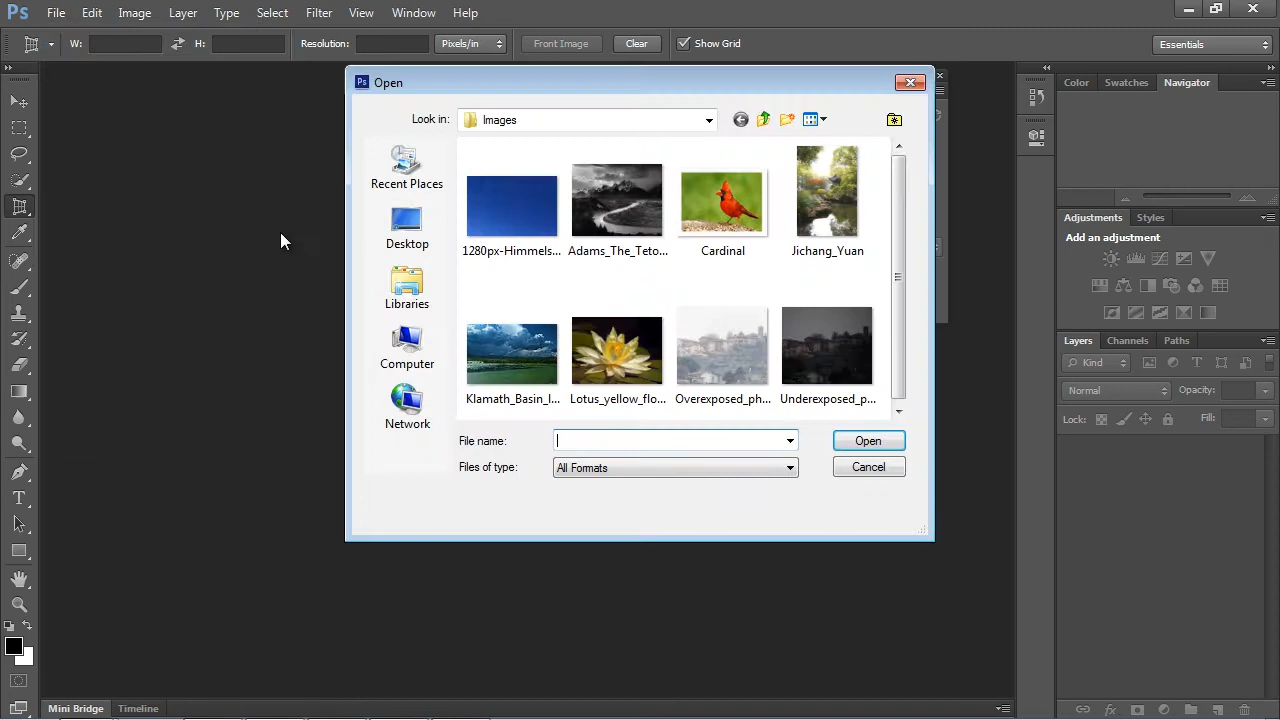 Ps File Edit Image Layer Type Select Filter View Window Help
W: H: Resolution: Pixels/in Front Image Clear Show Grid Essentials
Ps Open
Look in: Images
Recent Places
Desktop
Libraries
Computer
Network
1280px-Himmels... Adams_The_Teto... Cardinal Jichang_Yuan
Klamath_Basin_I... Lotus_yellow_flo... Overexposed_ph... Underexposed_p...
File name: Open
Files of type: All Formats Cancel
Color Swatches Navigator
Adjustments Styles
Add an adjustment
Layers Channels Paths
Kind
Normal Opacity:
Lock: Fill:
T
Mini Bridge Timeline